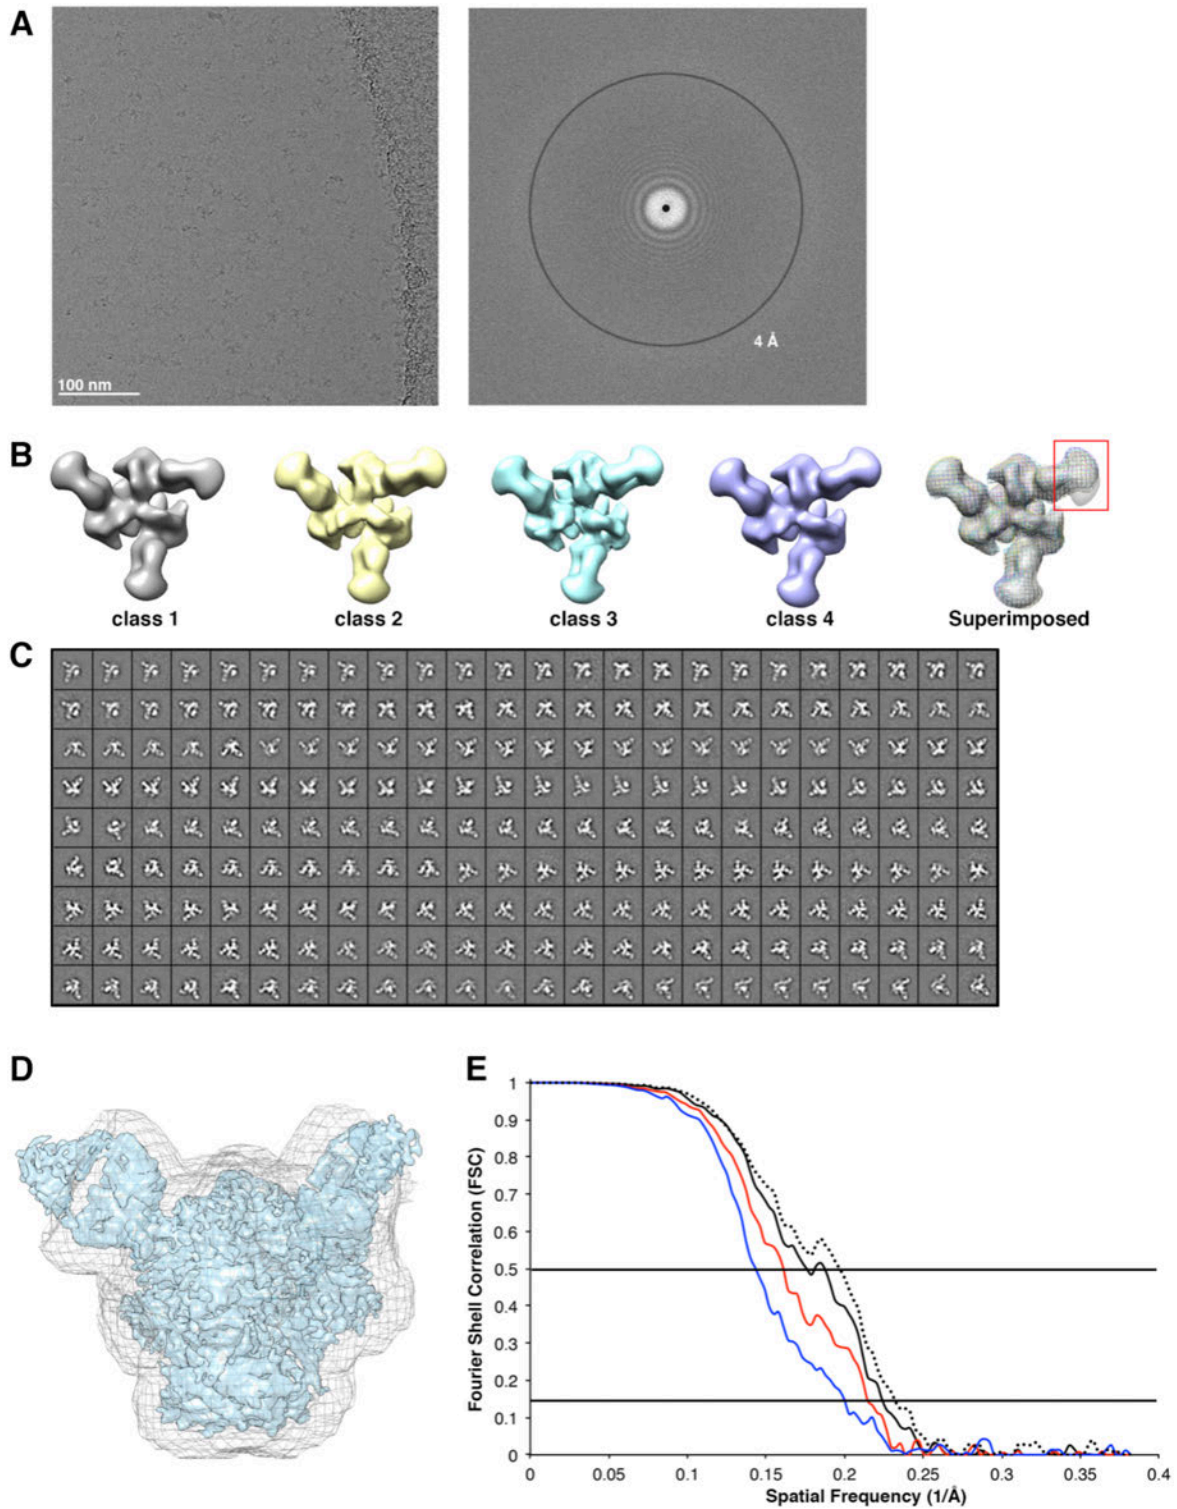 A
100 nm
4 Å
B
class 1
class 2
class 3
class 4
Superimposed
C
D
E
Fourier Shell Correlation (FSC)
1
0.9
0.8
0.7
0.6
0.5
0.4
0.3
0.2
0.1
0
0
0.05
0.1
0.15
0.2
0.25
0.3
0.35
0.4
Spatial Frequency (1/Å)